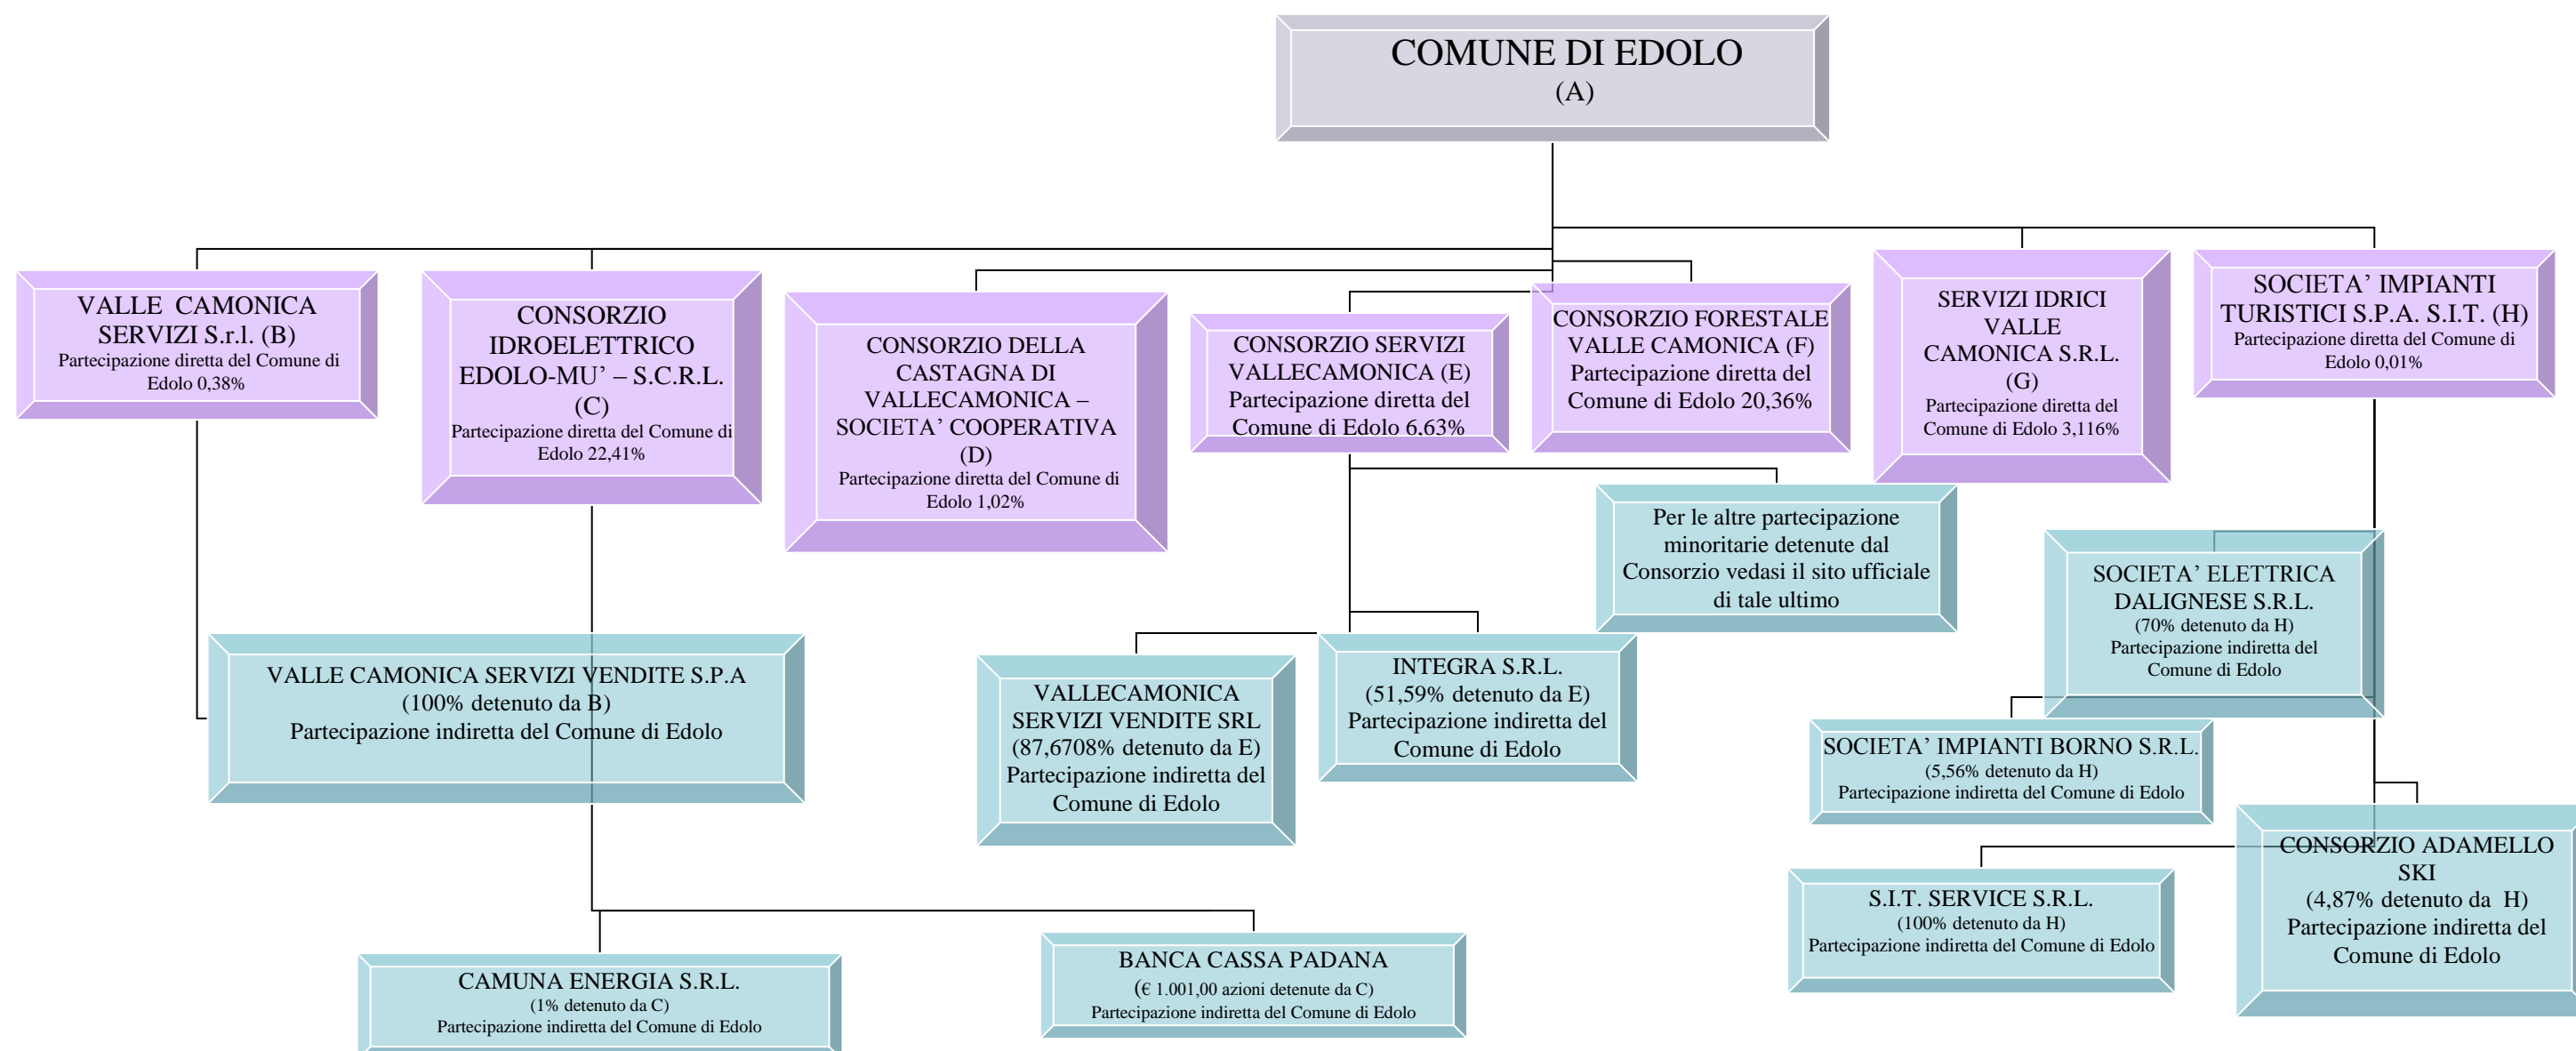 COMUNE DI EDOLO
(A)
VALLE CAMONICA
SERVIZI S.r.l. (B)
Partecipazione diretta del Comune di
Edolo 0,38%
CONSORZIO
IDROELETTRICO
EDOLO-MU’ – S.C.R.L.
(C)
Partecipazione diretta del Comune di
Edolo 22,41%
CONSORZIO DELLA
CASTAGNA DI
VALLECAMONICA –
SOCIETA’ COOPERATIVA
(D)
Partecipazione diretta del Comune di
Edolo 1,02%
CONSORZIO SERVIZI
VALLECAMONICA (E)
Partecipazione diretta del
Comune di Edolo 6,63%
CONSORZIO FORESTALE
VALLE CAMONICA (F)
Partecipazione diretta del
Comune di Edolo 20,36%
SERVIZI IDRICI
VALLE
CAMONICA S.R.L.
(G)
Partecipazione diretta del
Comune di Edolo 3,116%
SOCIETA’ IMPIANTI
TURISTICI S.P.A. S.I.T. (H)
Partecipazione diretta del Comune di
Edolo 0,01%
Per le altre partecipazione
minoritarie detenute dal
Consorzio vedasi il sito ufficiale
di tale ultimo
SOCIETA’ ELETTRICA
DALIGNESE S.R.L.
(70% detenuto da H)
Partecipazione indiretta del
Comune di Edolo
VALLE CAMONICA SERVIZI VENDITE S.P.A
(100% detenuto da B)
Partecipazione indiretta del Comune di Edolo
VALLECAMONICA
SERVIZI VENDITE SRL
(87,6708% detenuto da E)
Partecipazione indiretta del
Comune di Edolo
INTEGRA S.R.L.
(51,59% detenuto da E)
Partecipazione indiretta del
Comune di Edolo
SOCIETA’ IMPIANTI BORNO S.R.L.
(5,56% detenuto da H)
Partecipazione indiretta del Comune di Edolo
S.I.T. SERVICE S.R.L.
(100% detenuto da H)
Partecipazione indiretta del Comune di Edolo
CONSORZIO ADAMELLO
SKI
(4,87% detenuto da H)
Partecipazione indiretta del
Comune di Edolo
CAMUNA ENERGIA S.R.L.
(1% detenuto da C)
Partecipazione indiretta del Comune di Edolo
BANCA CASSA PADANA
(€ 1.001,00 azioni detenute da C)
Partecipazione indiretta del Comune di Edolo